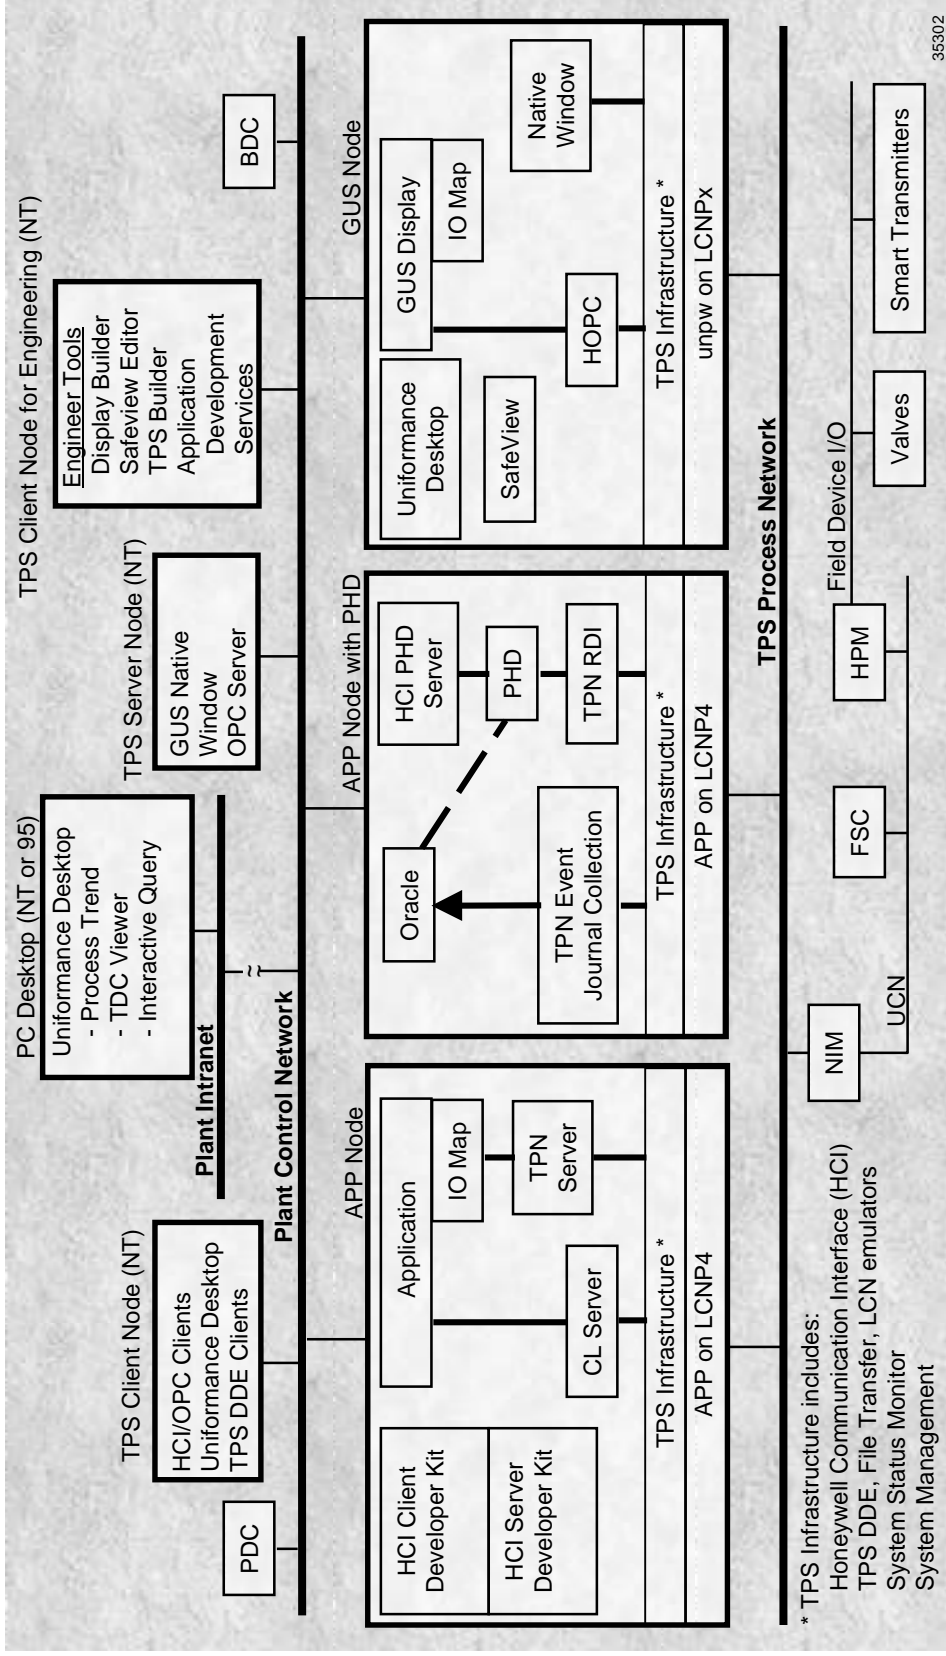 TPS Client Node for Engineering (NT)
PC Desktop (NT or 95)
Uniformance Desktop
- Process Trend
- TDC Viewer
- Interactive Query
TPS Client Node (NT)
HCI/OPC Clients
Uniformance Desktop
TPS DDE Clients
TPS Server Node (NT)
GUS Native
Window
OPC Server
Engineer Tools
Display Builder
Safeview Editor
TPS Builder
Application
Development
Services
PDC
BDC
Plant Intranet
≈
Plant Control Network
APP Node
HCI Client
Developer Kit
HCI Server
Developer Kit
Application
IO Map
CL Server
TPN
Server
TPS Infrastructure *
APP on LCNP4
APP Node with PHD
Oracle
HCI PHD
Server
PHD
TPN Event
Journal Collection
TPN RDI
TPS Infrastructure *
APP on LCNP4
GUS Node
Uniformance
Desktop
GUS Display
IO Map
SafeView
HOPC
Native
Window
TPS Infrastructure *
unpw on LCNPx
TPS Process Network
NIM
UCN
FSC
HPM
Field Device I/O
Valves
Smart Transmitters
* TPS Infrastructure includes:
Honeywell Communication Interface (HCI)
TPS DDE, File Transfer, LCN emulators
System Status Monitor
System Management
35302